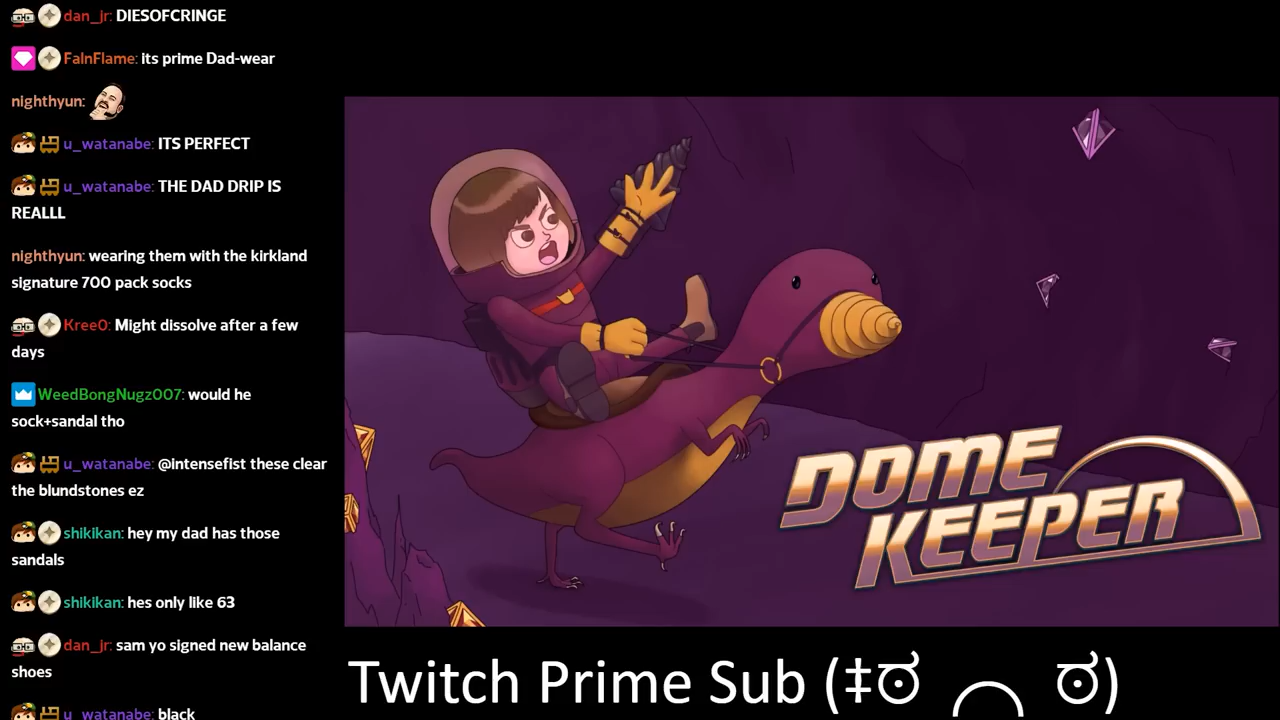 dan_jr: DIESOFCRINGE
FalnFlame: its prime Dad-wear
nighthyun:
u_watanabe: ITS PERFECT
u_watanabe: THE DAD DRIP IS
REALLL
nighthyun: wearing them with the kirkland
signature 700 pack socks
KreeO: Might dissolve after a few
days
WeedBongNugz007: would he
sock+sandal tho
u_watanabe: @intensefist these clear
the blundstones ez
shikikan: hey my dad has those
sandals
shikikan: hes only like 63
dan_jr: sam yo signed new balance
shoes
u_watanabe: black
DOME
KEEPER
Twitch Prime Sub (‡ಠ ╭╮ ಠ)